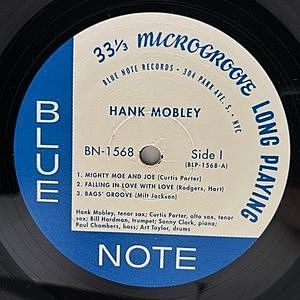 33⅓ MICROGROOVE LONG PLAYING
BLUE NOTE RECORDS • 304 PARK AVE. S., • NYC
HANK MOBLEY
BN-1568 Side 1
(BLP-1568-A)
1. MIGHTY MOE AND JOE (Curtis Porter)
2. FALLING IN LOVE WITH LOVE (Rodgers, Hart)
3. BAGS' GROOVE (Milt Jackson)
Hank Mobley, tenor sax; Curtis Porter, alto sax, tenor
sax; Bill Hardman, trumpet; Sonny Clark, piano;
Paul Chambers, bass; Art Taylor, drums
BLUE
NOTE